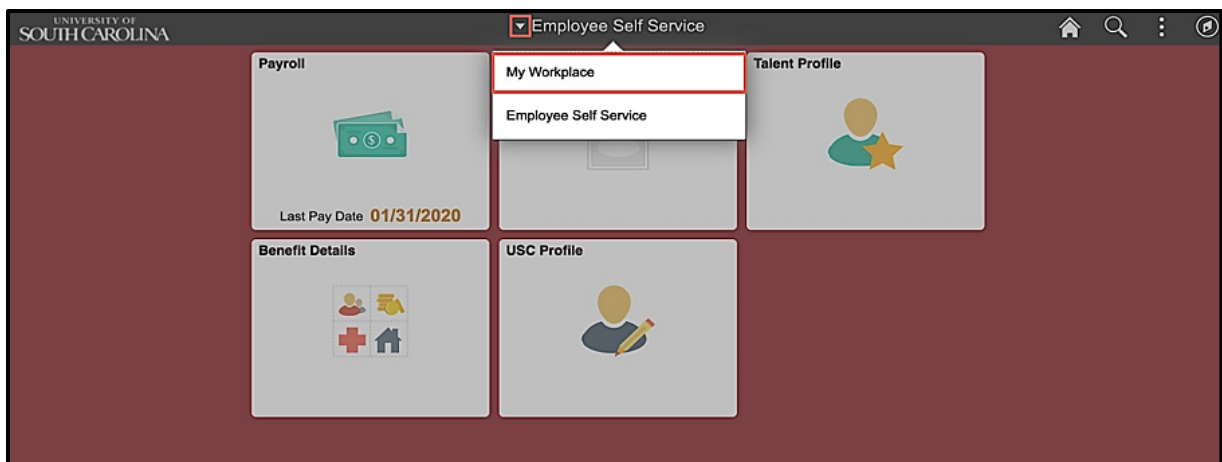 UNIVERSITY OF
SOUTH CAROLINA
Employee Self Service
My Workplace
Employee Self Service
Payroll
$
Last Pay Date 01/31/2020
Talent Profile
Benefit Details
USC Profile